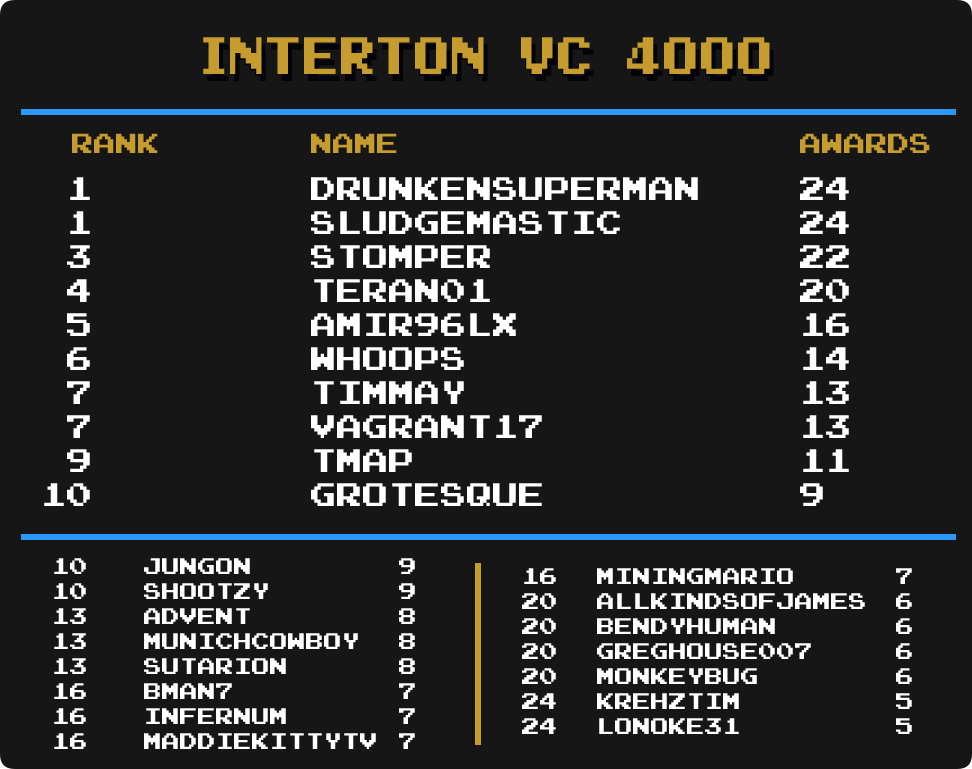 INTERTON VC 4000
RANK NAME AWARDS
1 DRUNKENSUPERMAN 24
1 SLUDGEMASTIC 24
3 STOMPER 22
4 TERAN01 20
5 AMIR96LX 16
6 WHOOPS 14
7 TIMMAY 13
7 VAGRANT17 13
9 TMAP 11
10 GROTESQUE 9
10 JUNGON 9
10 SHOOTZY 9
13 ADVENT 8
13 MUNICHCOWBOY 8
13 SUTARION 8
16 BMAN7 7
16 INFERNUM 7
16 MADDIEKITTYTV 7
16 MININGMARIO 7
20 ALLKINDSOFJAMES 6
20 BENDYHUMAN 6
20 GREGHOUSE007 6
20 MONKEYBUG 6
24 KREHZTIM 5
24 LONOKE31 5